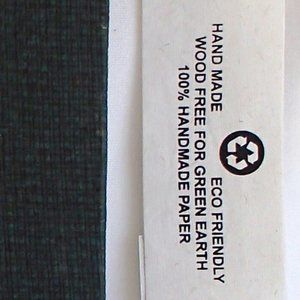 HAND MADE ECO FRIENDLY
WOOD FREE FOR GREEN EARTH
100% HANDMADE PAPER